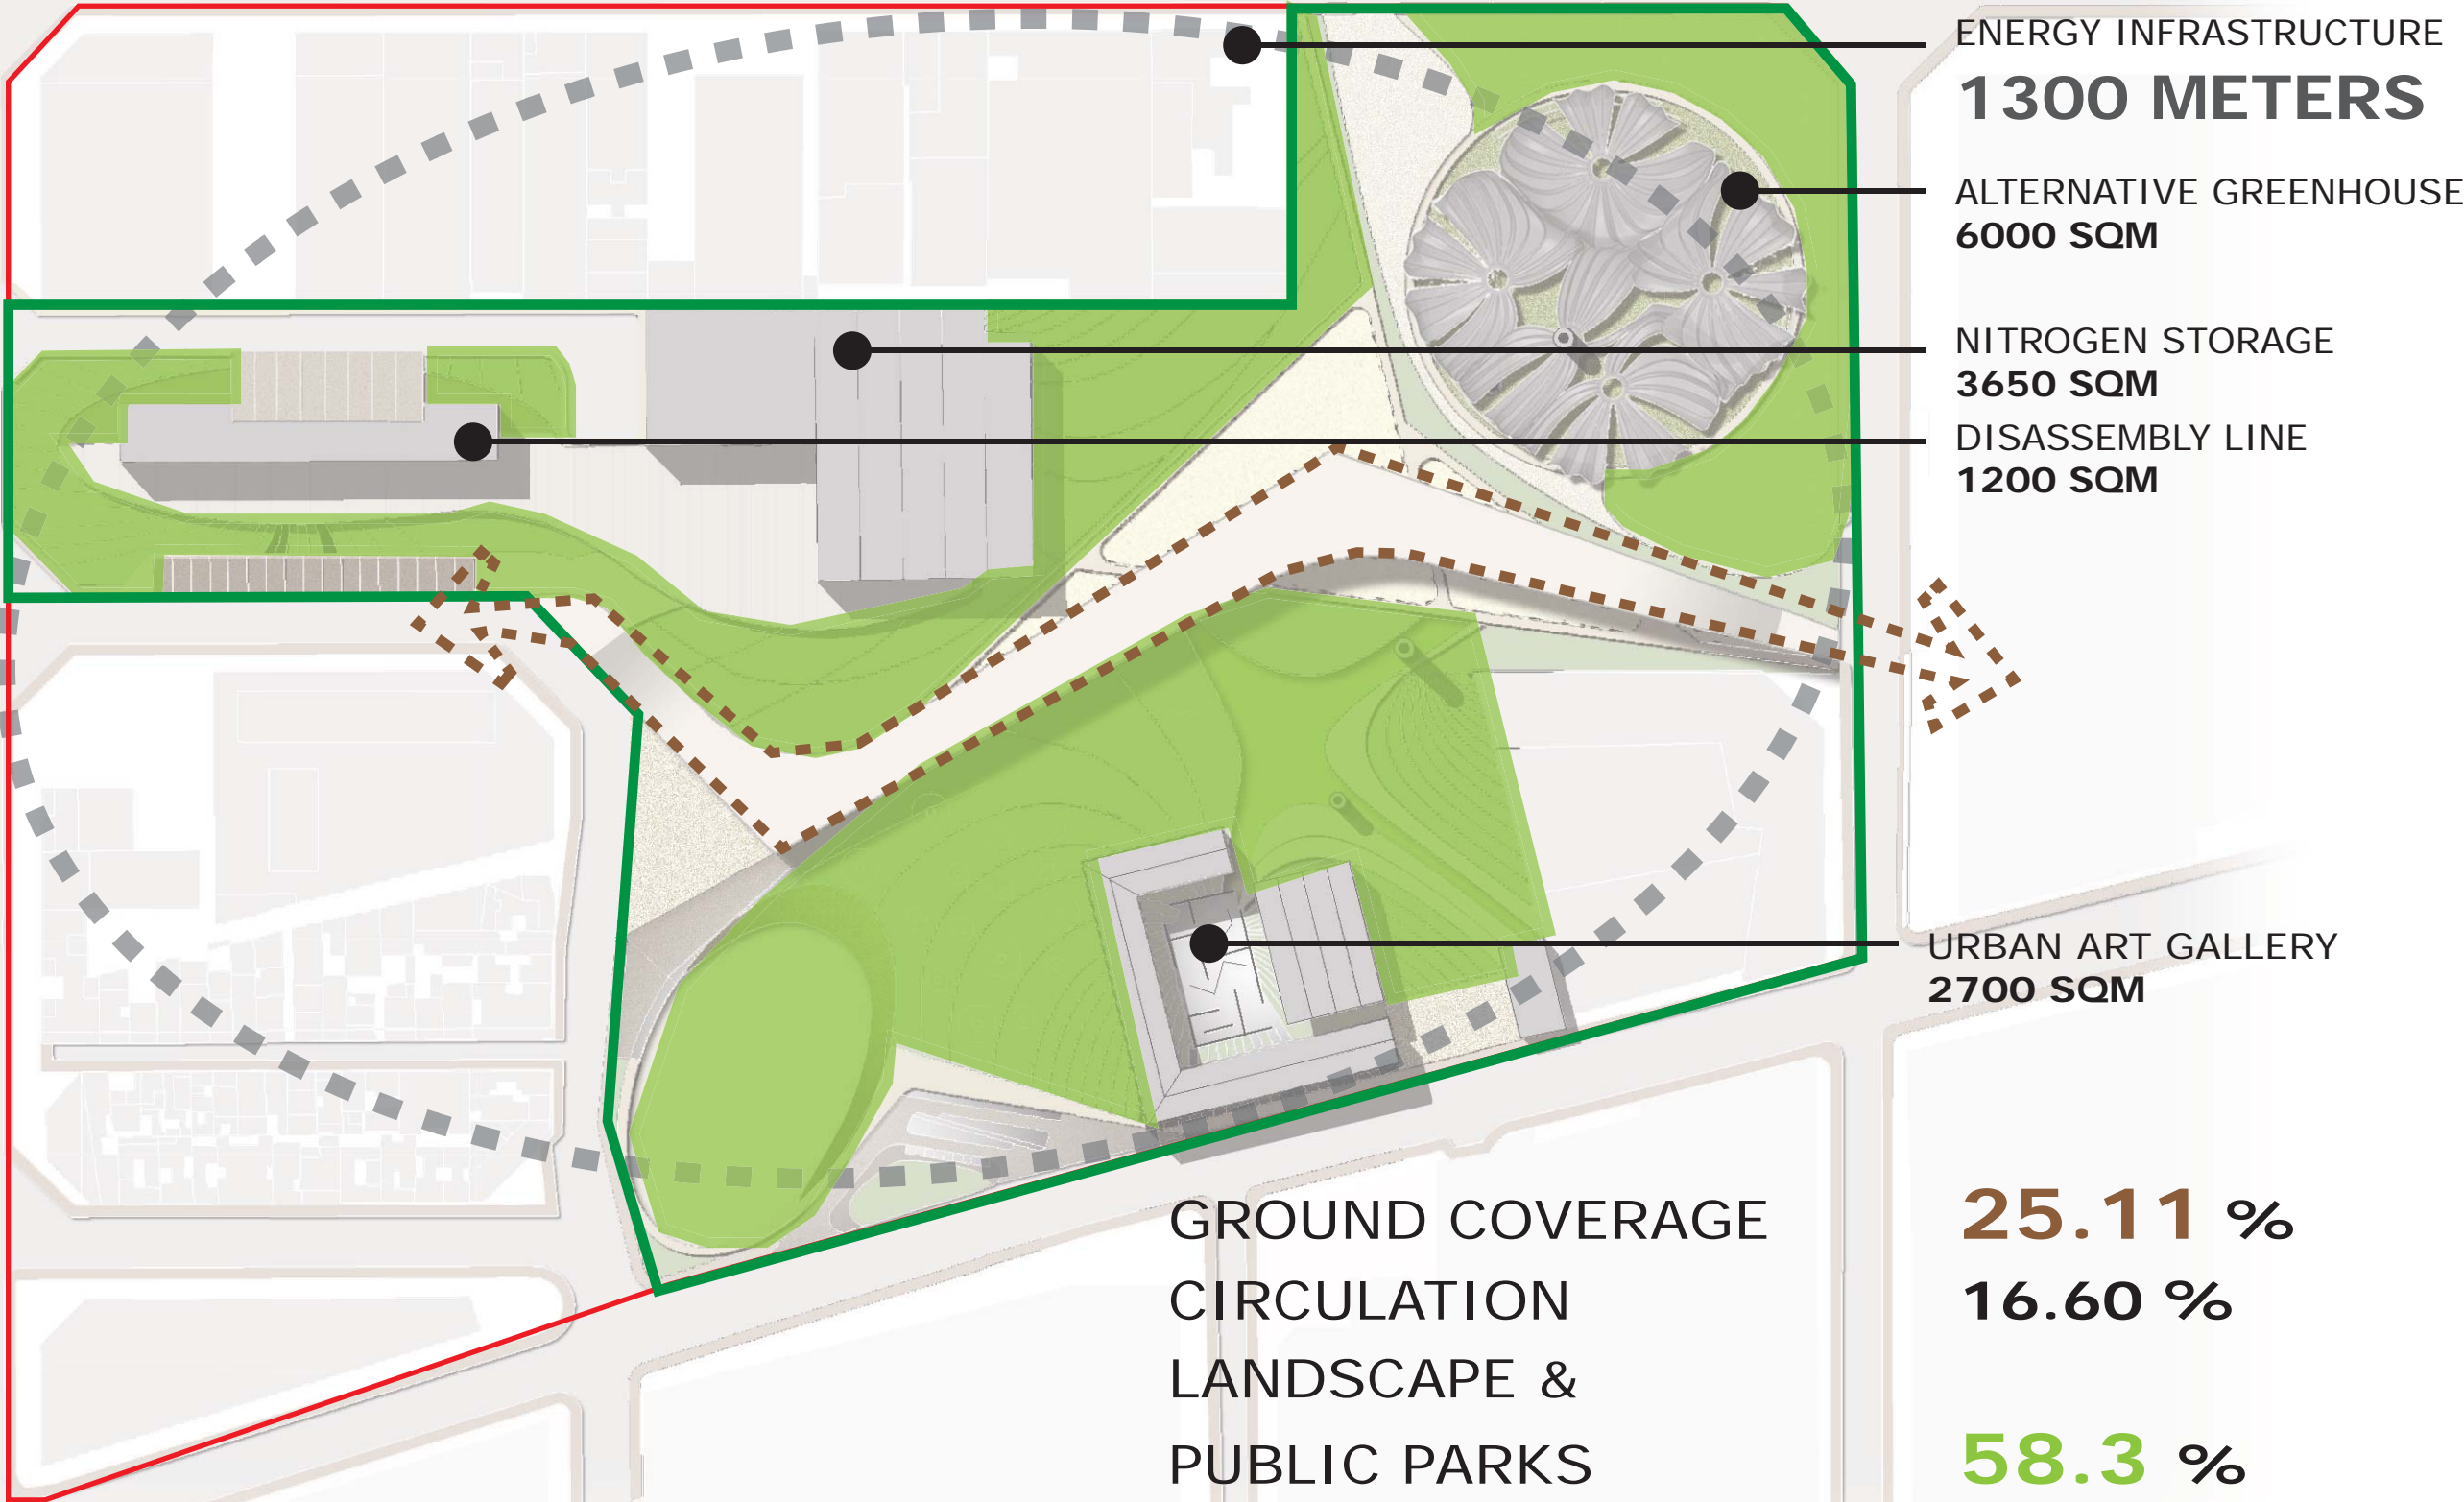 ENERGY INFRASTRUCTURE
1300 METERS
ALTERNATIVE GREENHOUSE
6000 SQM
NITROGEN STORAGE
3650 SQM
DISASSEMBLY LINE
1200 SQM
URBAN ART GALLERY
2700 SQM
GROUND COVERAGE 25.11 %
CIRCULATION 16.60 %
LANDSCAPE &
PUBLIC PARKS 58.3 %